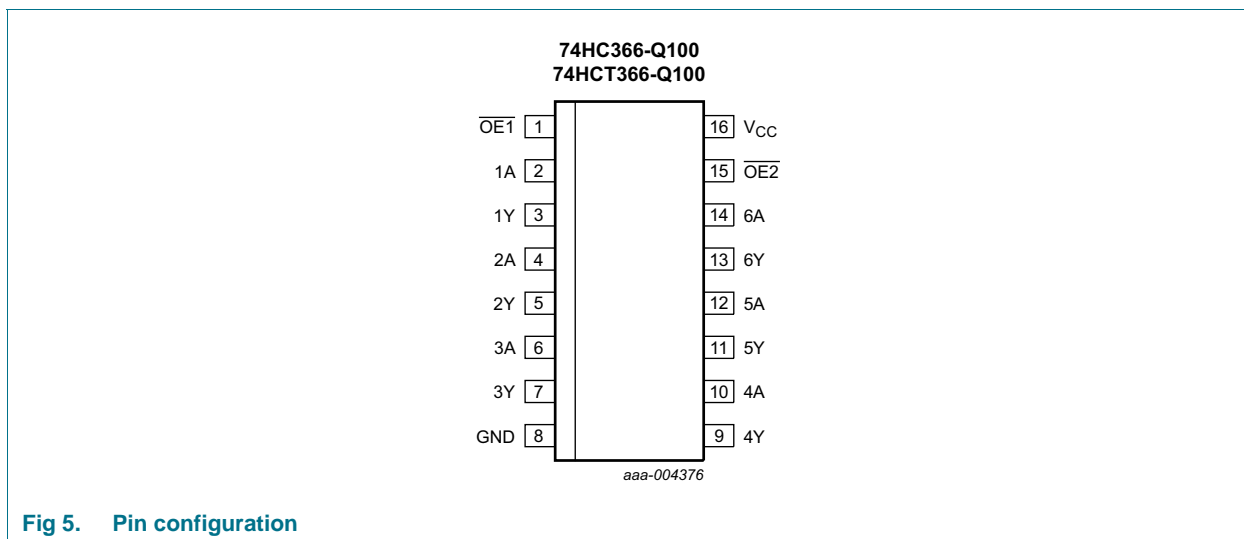 74HC366-Q100
74HCT366-Q100
OE1 1
16 VCC
1A 2
15 OE2
1Y 3
14 6A
2A 4
13 6Y
2Y 5
12 5A
3A 6
11 5Y
3Y 7
10 4A
GND 8
9 4Y
aaa-004376
Fig 5. Pin configuration